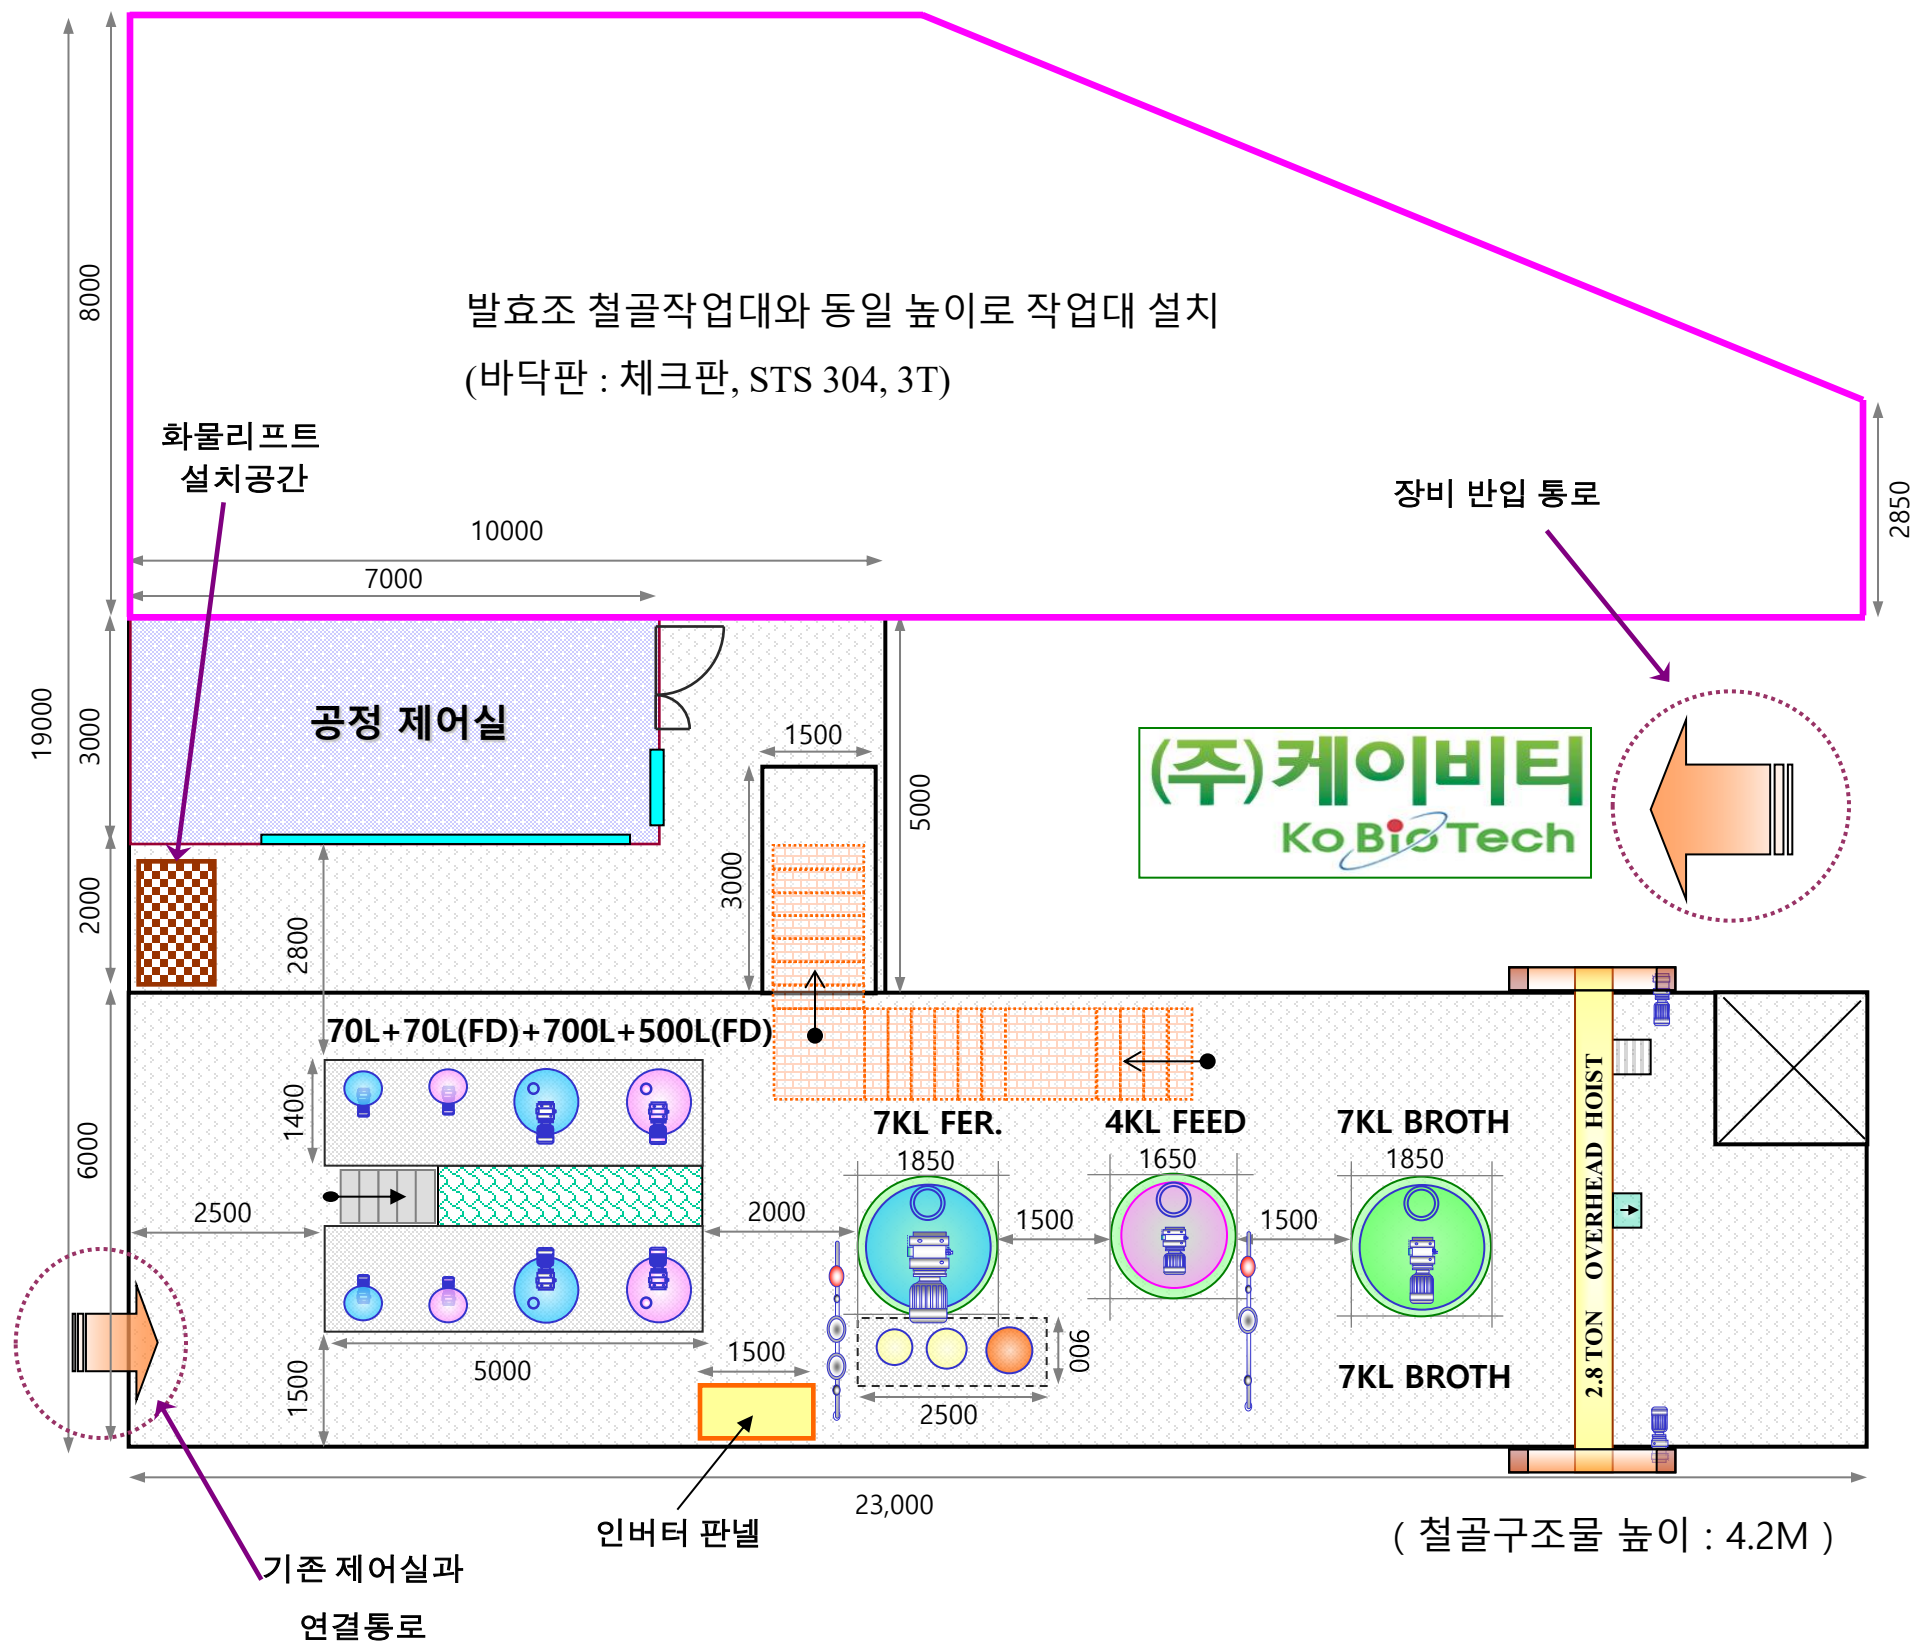 발효조 철골작업대와 동일 높이로 작업대 설치
(바닥판 : 체크판, STS 304, 3T)
8000
화물리프트
설치공간
장비 반입 통로
2850
10000
7000
19000
3000
공정 제어실
1500
5000
(주)케이비티
KoBioTech
3000
2000
2800
70L+70L(FD)+700L+500L(FD)
1400
6000
7KL FER.
4KL FEED
7KL BROTH
1850
1650
1850
2.8 TON OVERHEAD HOIST
2500
2000
1500
1500
5000
1500
1500
900
2500
7KL BROTH
23,000
인버터 판넬
( 철골구조물 높이 : 4.2M )
기존 제어실과
연결통로